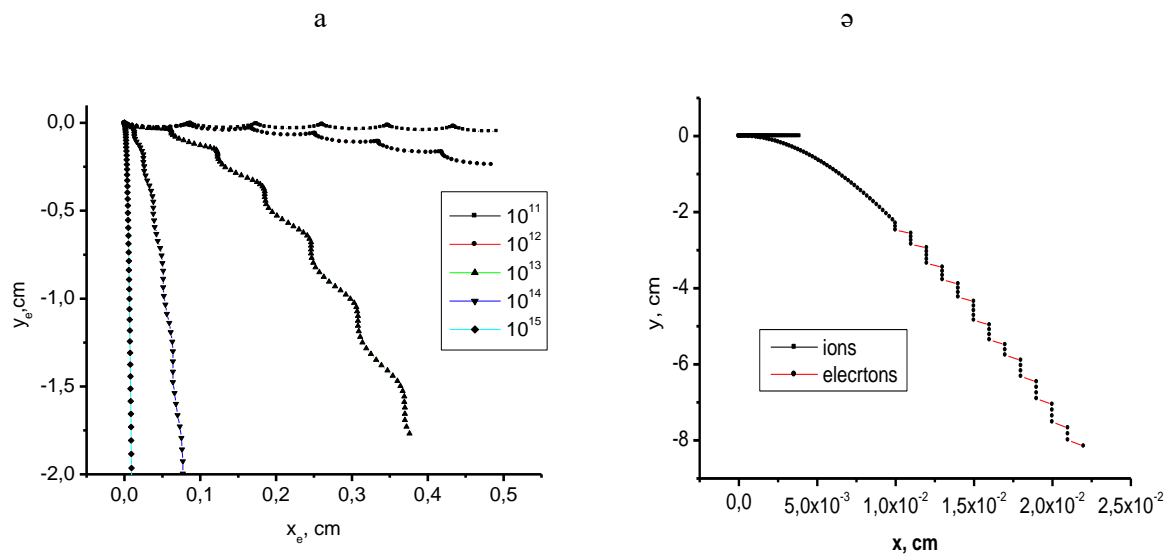 a
ә
0,0
-0,5
-1,0
-1,5
-2,0
y_e,cm
0,0 0,1 0,2 0,3 0,4 0,5
x_e, cm
10^11
10^12
10^13
10^14
10^15
0
-2
-4
-6
-8
y, cm
0,0 5,0x10^-3 1,0x10^-2 1,5x10^-2 2,0x10^-2 2,5x10^-2
x, cm
ions
elecrtons